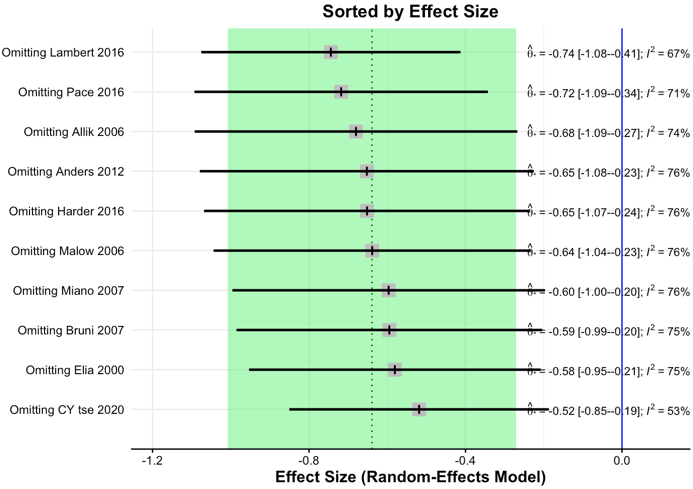 Sorted by Effect Size
Omitting Lambert 2016 θ̂* = -0.74 [-1.08--0.41]; I² = 67%
Omitting Pace 2016 θ̂* = -0.72 [-1.09--0.34]; I² = 71%
Omitting Allik 2006 θ̂* = -0.68 [-1.09--0.27]; I² = 74%
Omitting Anders 2012 θ̂* = -0.65 [-1.08--0.23]; I² = 76%
Omitting Harder 2016 θ̂* = -0.65 [-1.07--0.24]; I² = 76%
Omitting Malow 2006 θ̂* = -0.64 [-1.04--0.23]; I² = 76%
Omitting Miano 2007 θ̂* = -0.60 [-1.00--0.20]; I² = 76%
Omitting Bruni 2007 θ̂* = -0.59 [-0.99--0.20]; I² = 75%
Omitting Elia 2000 θ̂* = -0.58 [-0.95--0.21]; I² = 75%
Omitting CY tse 2020 θ̂* = -0.52 [-0.85--0.19]; I² = 53%
-1.2 -0.8 -0.4 0.0
Effect Size (Random-Effects Model)